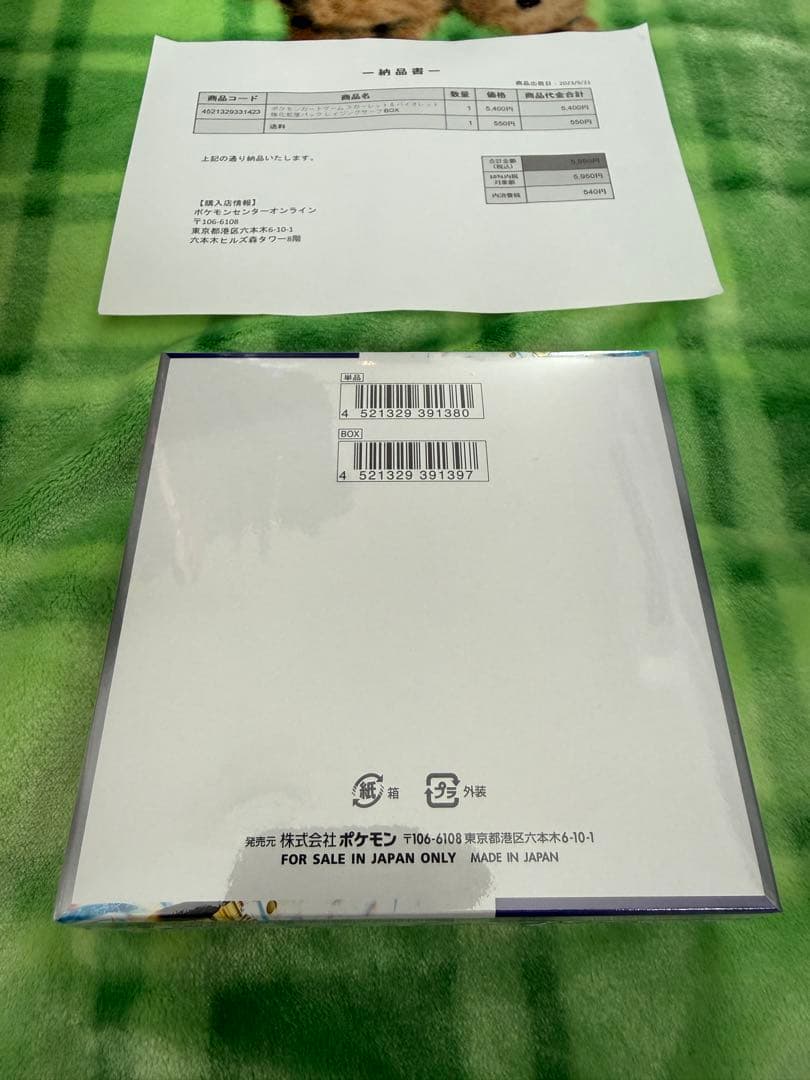 ー納品書ー
商品出荷日：2023/9/21
商品コード 商品名 数量 価格 商品代金合計
4521329331423 ポケモンカードゲーム スカーレット&バイオレット 強化拡張パック レイジングサーフBOX 1 5,400円 5,400円
送料 1 550円 550円
上記の通り納品いたします。
合計金額(税込) 5,950円
10%内税対象額 5,950円
内消費税 540円
【購入店情報】
ポケモンセンターオンライン
〒106-6108
東京都港区六本木6-10-1
六本木ヒルズ森タワー8階
単品
4 521329 391380
BOX
4 521329 391397
紙 箱 プラ 外装
発売元 株式会社ポケモン 〒106-6108 東京都港区六本木6-10-1
FOR SALE IN JAPAN ONLY MADE IN JAPAN